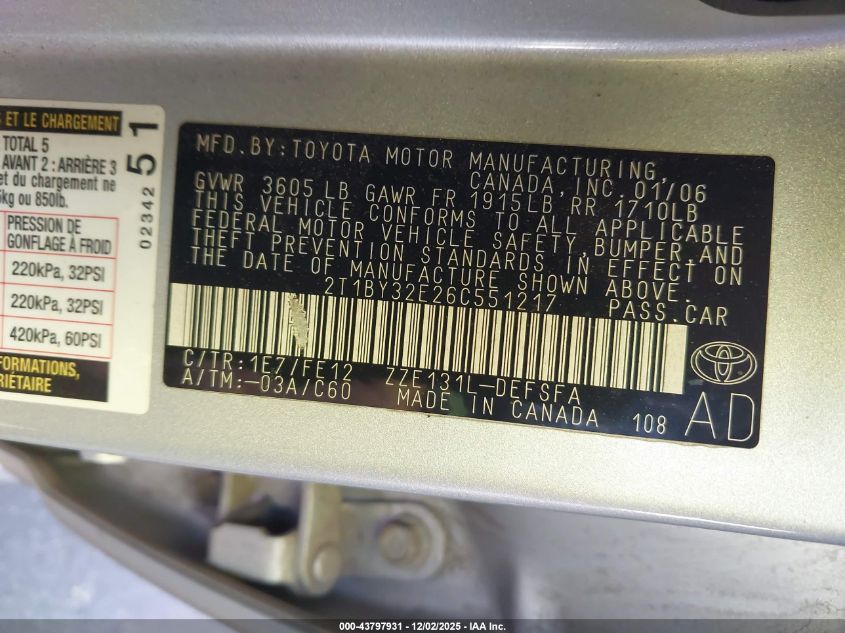 S ET LE CHARGEMENT
TOTAL 5
AVANT 2 : ARRIÈRE 3
et du chargement ne
kg ou 850lb.
PRESSION DE
GONFLAGE À FROID
220kPa, 32PSI
220kPa, 32PSI
420kPa, 60PSI
FORMATIONS,
RIÉTAIRE
02342 51
MFD. BY: TOYOTA MOTOR MANUFACTURING,
CANADA, INC. 01/06
GVWR 3605 LB GAWR FR 1915LB RR 1710LB
THIS VEHICLE CONFORMS TO ALL APPLICABLE
FEDERAL MOTOR VEHICLE SAFETY, BUMPER, AND
THEFT PREVENTION STANDARDS IN EFFECT ON
THE DATE OF MANUFACTURE SHOWN ABOVE.
2T1BY32E26C551217 PASS.CAR
C/TR: 1E7/FE12 ZZE131L-DEFSFA
A/TM:-03A/C60 MADE IN CANADA 108
AD
000-43797931 - 12/02/2025 - IAA Inc.